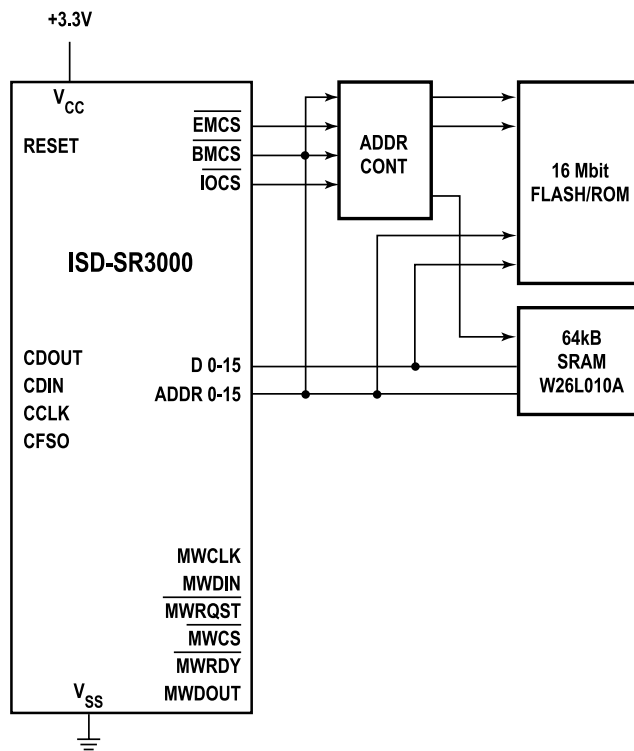 +3.3V
VCC
RESET
EMCS
BMCS
IOCS
ADDR
CONT
16 Mbit
FLASH/ROM
ISD-SR3000
CDOUT
CDIN
CCLK
CFSO
D 0-15
ADDR 0-15
64kB
SRAM
W26L010A
MWCLK
MWDIN
MWRQST
MWCS
MWRDY
MWDOUT
VSS